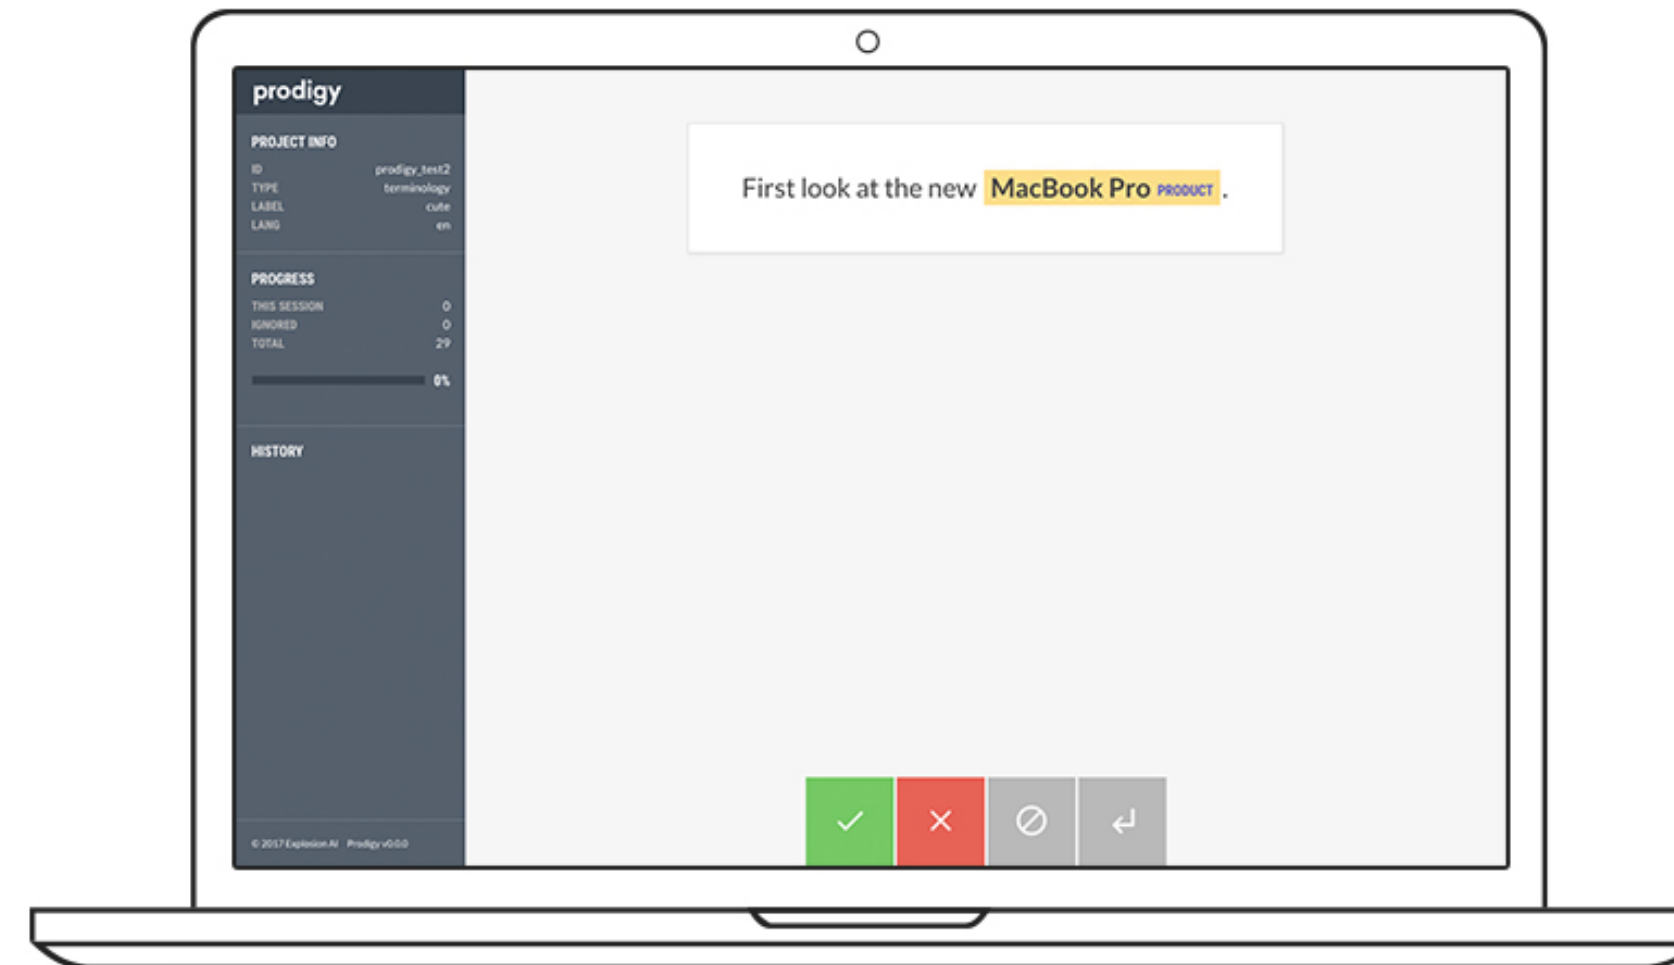 prodigy
PROJECT INFO
ID prodigy_test2
TYPE terminology
LABEL cute
LANG en
PROGRESS
THIS SESSION 0
IGNORED 0
TOTAL 29
0%
HISTORY
© 2017 Explosion AI Prodigy v0.0.0
First look at the new MacBook Pro PRODUCT .